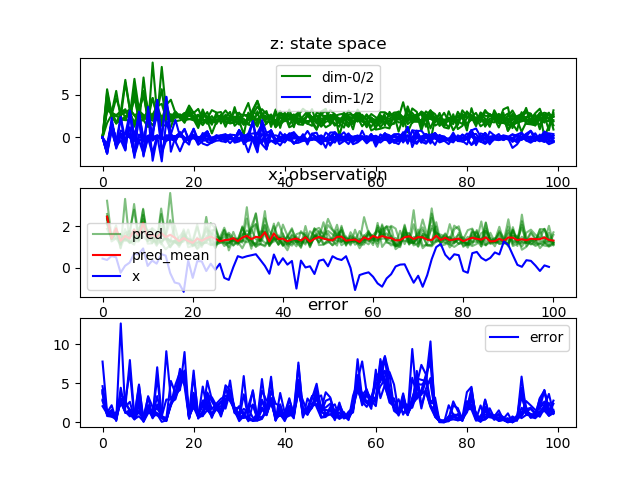 z: state space
5
0
dim-0/2
dim-1/2
0 20 40 60 80 100
x: observation
2
0
pred
pred_mean
x
0 20 40 60 80 100
error
10
5
0
error
0 20 40 60 80 100